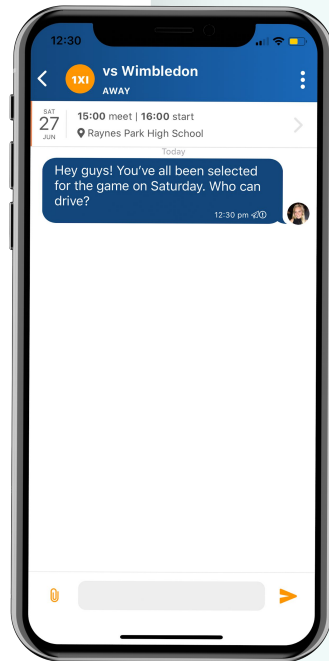 12:30
1XI
vs Wimbledon
AWAY
SAT
27
JUN
15:00 meet | 16:00 start
Raynes Park High School
Today
Hey guys! You've all been selected
for the game on Saturday. Who can
drive?
12:30 pm